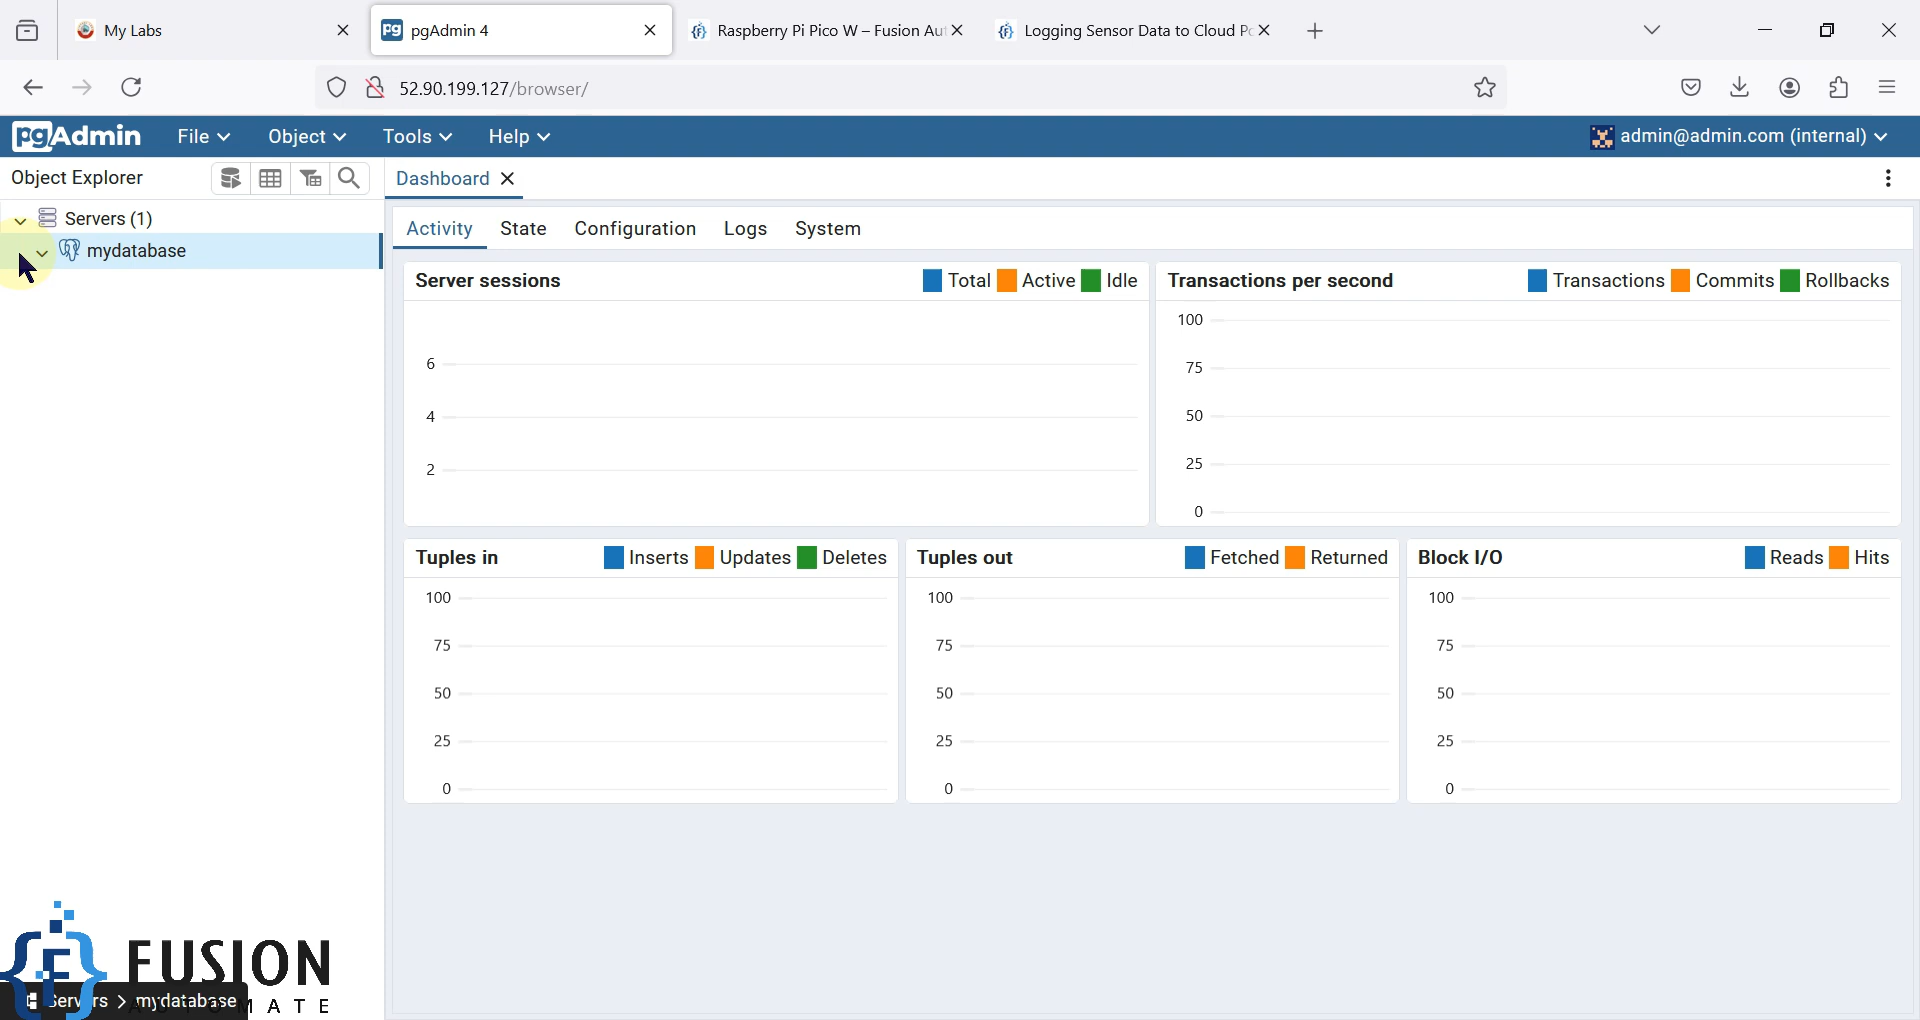 My Labs
pgAdmin 4
Raspberry Pi Pico W – Fusion Au
Logging Sensor Data to Cloud Po
52.90.199.127/browser/
pgAdmin File Object Tools Help admin@admin.com (internal)
Object Explorer
Dashboard
Servers (1)
mydatabase
Activity State Configuration Logs System
Server sessions Total Active Idle
6
4
2
Transactions per second Transactions Commits Rollbacks
100
75
50
25
0
Tuples in Inserts Updates Deletes
100
75
50
25
0
Tuples out Fetched Returned
100
75
50
25
0
Block I/O Reads Hits
100
75
50
25
0
{F} FUSION
AUTOMATE
Servers > mydatabase